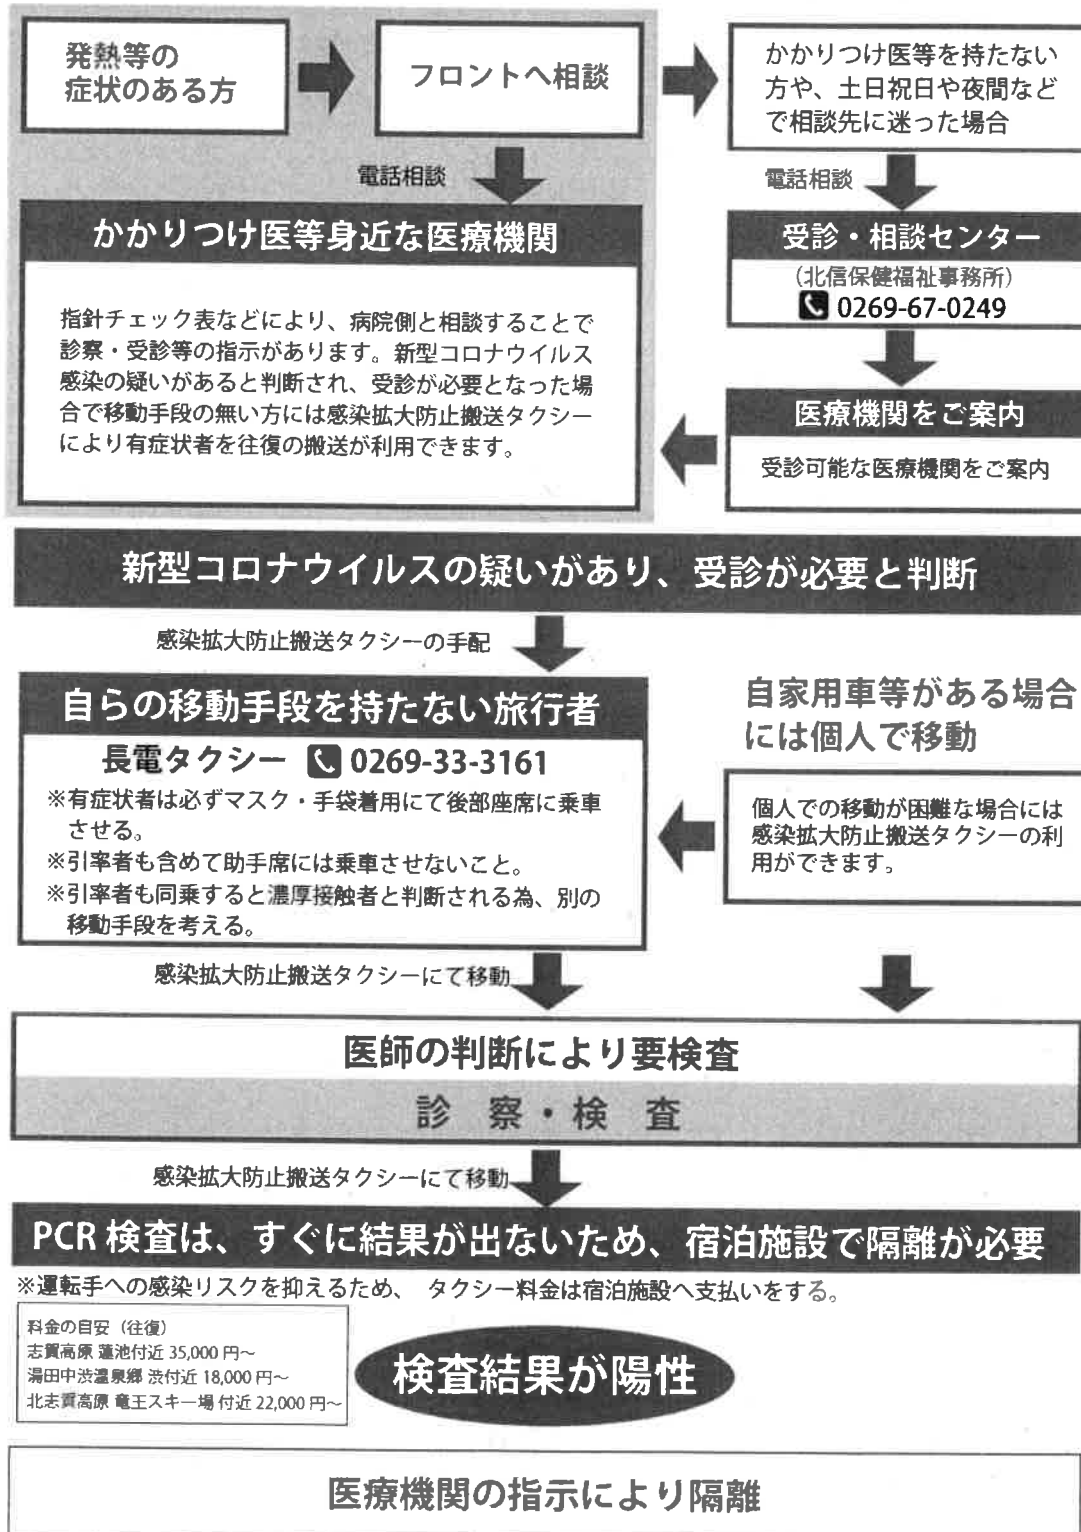 発熱等の
症状のある方
フロントへ相談
かかりつけ医等を持たない
方や、土日祝日や夜間など
で相談先に迷った場合
電話相談
電話相談
かかりつけ医等身近な医療機関
指針チェック表などにより、病院側と相談することで
診察・受診等の指示があります。新型コロナウイルス
感染の疑いがあると判断され、受診が必要となった場
合で移動手段の無い方には感染拡大防止搬送タクシー
により有症状者を往復の搬送が利用できます。
受診・相談センター
(北信保健福祉事務所)
0269-67-0249
医療機関をご案内
受診可能な医療機関をご案内
新型コロナウイルスの疑いがあり、受診が必要と判断
感染拡大防止搬送タクシーの手配
自らの移動手段を持たない旅行者
長電タクシー 0269-33-3161
※有症状者は必ずマスク・手袋着用にて後部座席に乗車
させる。
※引率者も含めて助手席には乗車させないこと。
※引率者も同乗すると濃厚接触者と判断される為、別の
移動手段を考える。
自家用車等がある場合
には個人で移動
個人での移動が困難な場合には
感染拡大防止搬送タクシーの利
用ができます。
感染拡大防止搬送タクシーにて移動
医師の判断により要検査
診 察・検 査
感染拡大防止搬送タクシーにて移動
PCR 検査は、すぐに結果が出ないため、宿泊施設で隔離が必要
※運転手への感染リスクを抑えるため、 タクシー料金は宿泊施設へ支払いをする。
料金の目安（往復）
志賀高原 蓮池付近 35,000 円～
湯田中渋温泉郷 渋付近 18,000 円～
北志賀高原 竜王スキー場 付近 22,000 円～
検査結果が陽性
医療機関の指示により隔離